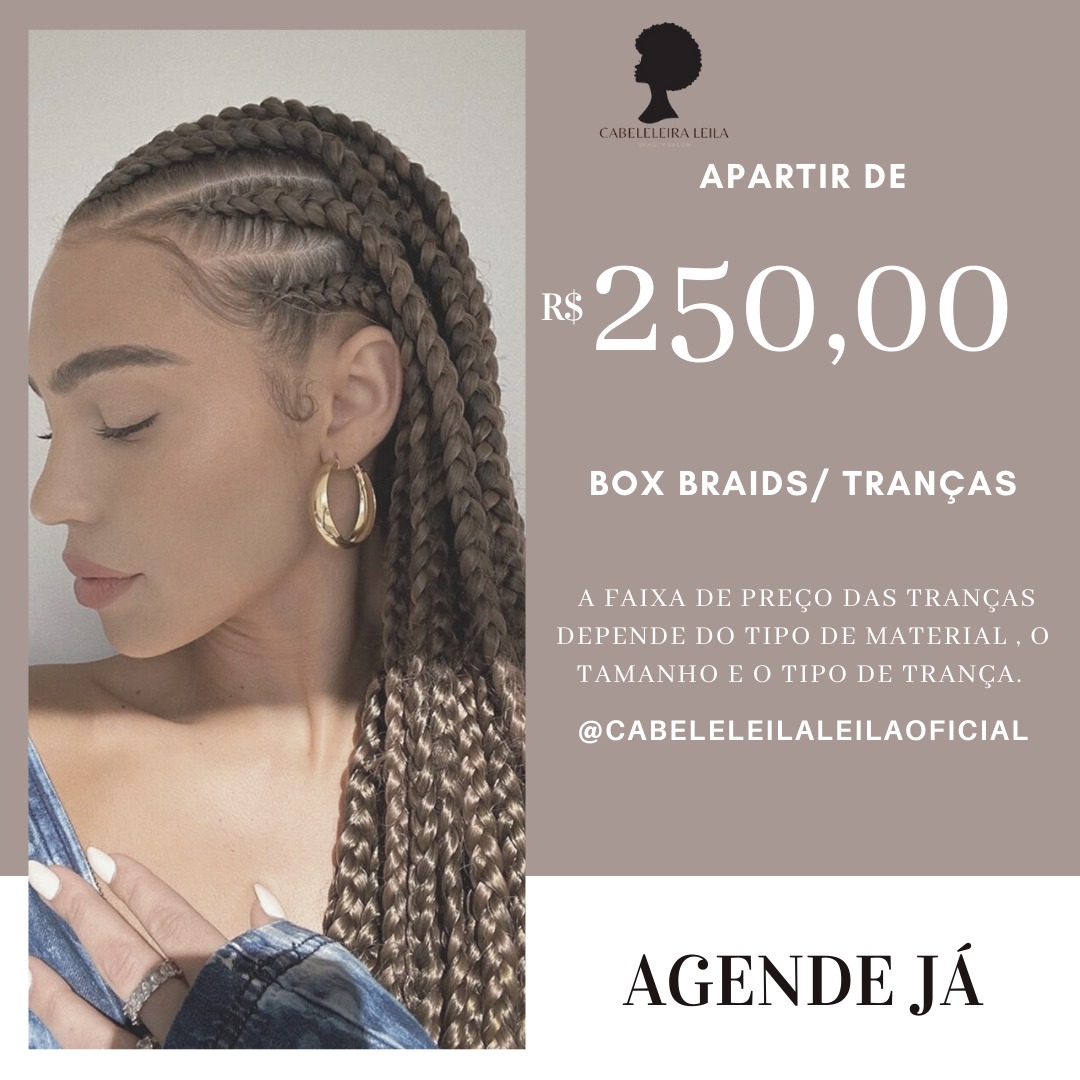 CABELELEIRA LEILA
APARTIR DE
R$ 250,00
BOX BRAIDS/ TRANÇAS
A FAIXA DE PREÇO DAS TRANÇAS
DEPENDE DO TIPO DE MATERIAL , O
TAMANHO E O TIPO DE TRANÇA.
@CABELELEILALEILAOFICIAL
AGENDE JÁ